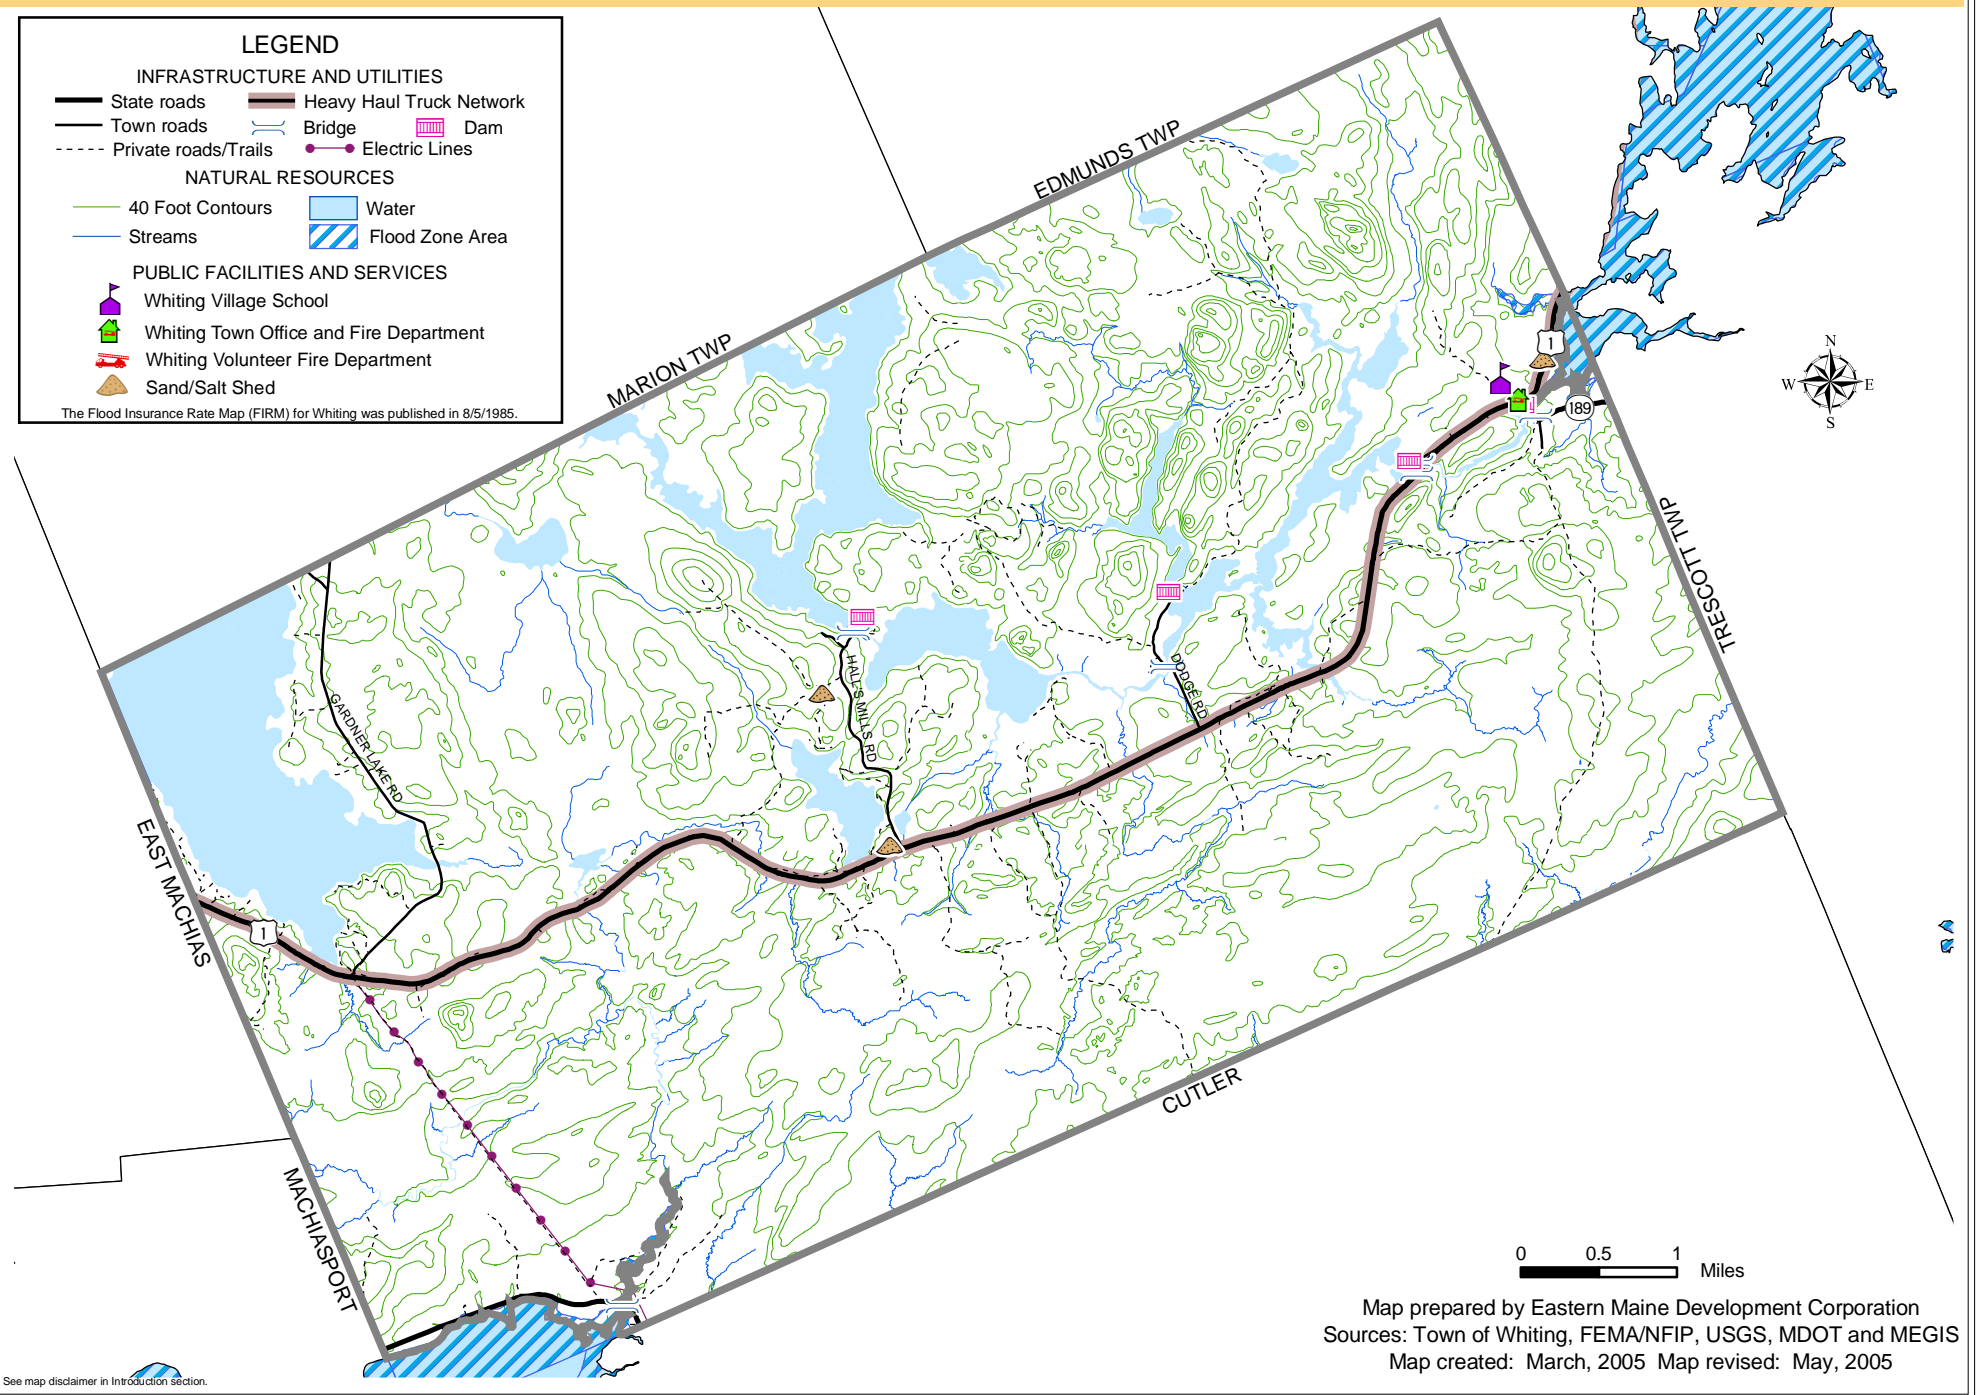 LEGEND
INFRASTRUCTURE AND UTILITIES
State roads
Heavy Haul Truck Network
Town roads
Bridge
Dam
Private roads/Trails
Electric Lines
NATURAL RESOURCES
40 Foot Contours
Water
Streams
Flood Zone Area
PUBLIC FACILITIES AND SERVICES
Whiting Village School
Whiting Town Office and Fire Department
Whiting Volunteer Fire Department
Sand/Salt Shed
The Flood Insurance Rate Map (FIRM) for Whiting was published in 8/5/1985.
EDMUNDS TWP
MARION TWP
1
189
N
W
E
S
TRESCOTT TWP
HALL'S MILLS RD
DODGE RD
GARDNER LAKE RD
EAST MACHIAS
1
CUTLER
MACHIASPORT
0 0.5 1
Miles
Map prepared by Eastern Maine Development Corporation
Sources: Town of Whiting, FEMA/NFIP, USGS, MDOT and MEGIS
Map created: March, 2005 Map revised: May, 2005
See map disclaimer in Introduction section.